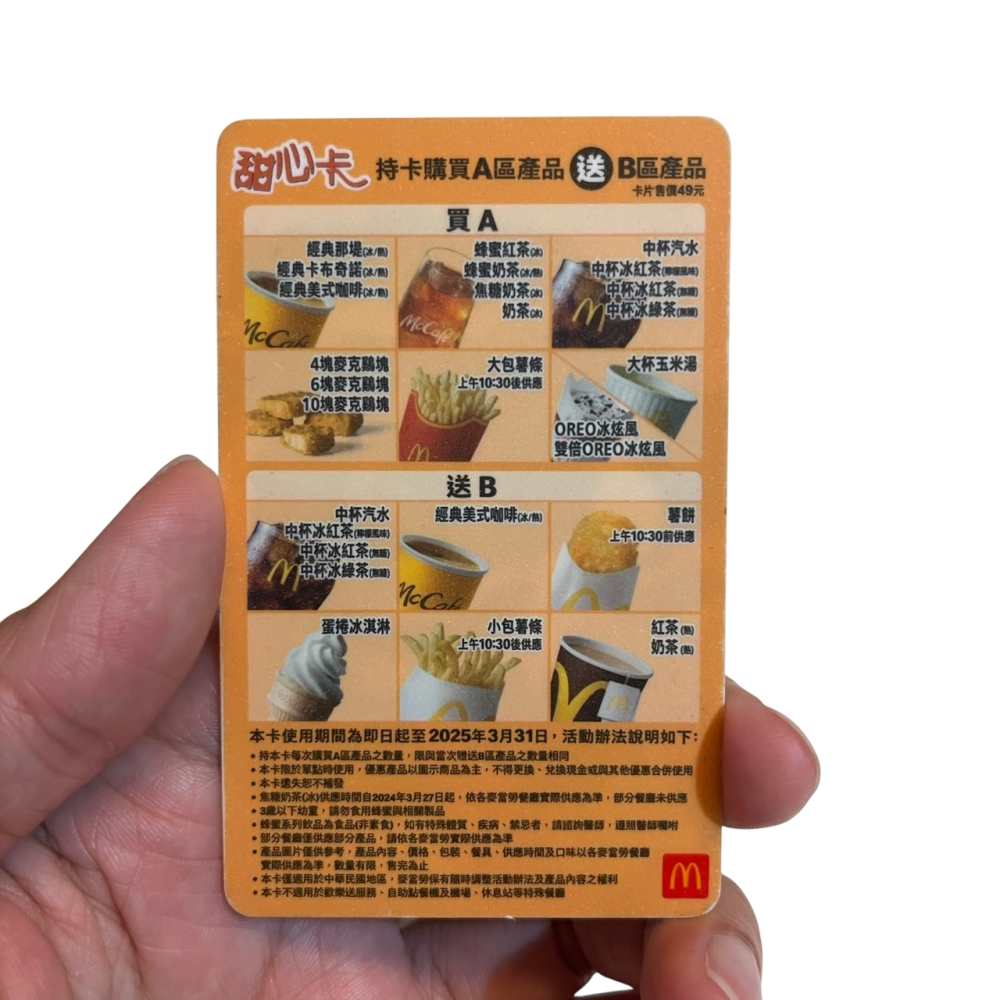 甜心卡 持卡購買A區產品 送 B區產品
卡片售價49元
買A
經典那堤(冰/熱)
經典卡布奇諾(冰/熱)
經典美式咖啡(冰/熱)
McCafé
蜂蜜紅茶(冰)
蜂蜜奶茶(冰/熱)
焦糖奶茶(冰)
奶茶(冰)
McCafé
中杯汽水
中杯冰紅茶(檸檬風味)
中杯冰紅茶(無糖)
中杯冰綠茶(無糖)
4塊麥克鷄塊
6塊麥克鷄塊
10塊麥克鷄塊
大包薯條
上午10:30後供應
大杯玉米湯
OREO冰炫風
雙倍OREO冰炫風
送B
中杯汽水
中杯冰紅茶(檸檬風味)
中杯冰紅茶(無糖)
中杯冰綠茶(無糖)
經典美式咖啡(冰/熱)
McCafé
薯餅
上午10:30前供應
蛋捲冰淇淋
小包薯條
上午10:30後供應
紅茶(熱)
奶茶(熱)
本卡使用期間為即日起至2025年3月31日，活動辦法說明如下:
• 持本卡每次購買A區產品之數量，限與當次贈送B區產品之數量相同
• 本卡限於單點時使用，優惠產品以圖示商品為主，不得更換、兌換現金或與其他優惠合併使用
• 本卡遺失恕不補發
• 焦糖奶茶(冰)供應時間自2024年3月27日起，依各麥當勞餐廳實際供應為準，部分餐廳未供應
• 3歲以下幼童，請勿食用蜂蜜與相關製品
• 蜂蜜系列飲品為食品(非素食)，如有特殊體質、疾病、禁忌者，請諮詢醫師，遵照醫師囑咐
• 部分餐廳僅供應部分產品，請依各麥當勞實際供應為準
• 產品圖片僅供參考，產品內容、價格、包裝、餐具、供應時間及口味以各麥當勞餐廳
實際供應為準，數量有限，售完為止
• 本卡僅適用於中華民國地區，麥當勞保有隨時調整活動辦法及產品內容之權利
• 本卡不適用於歡樂送服務、自助點餐機及機場、休息站等特殊餐廳